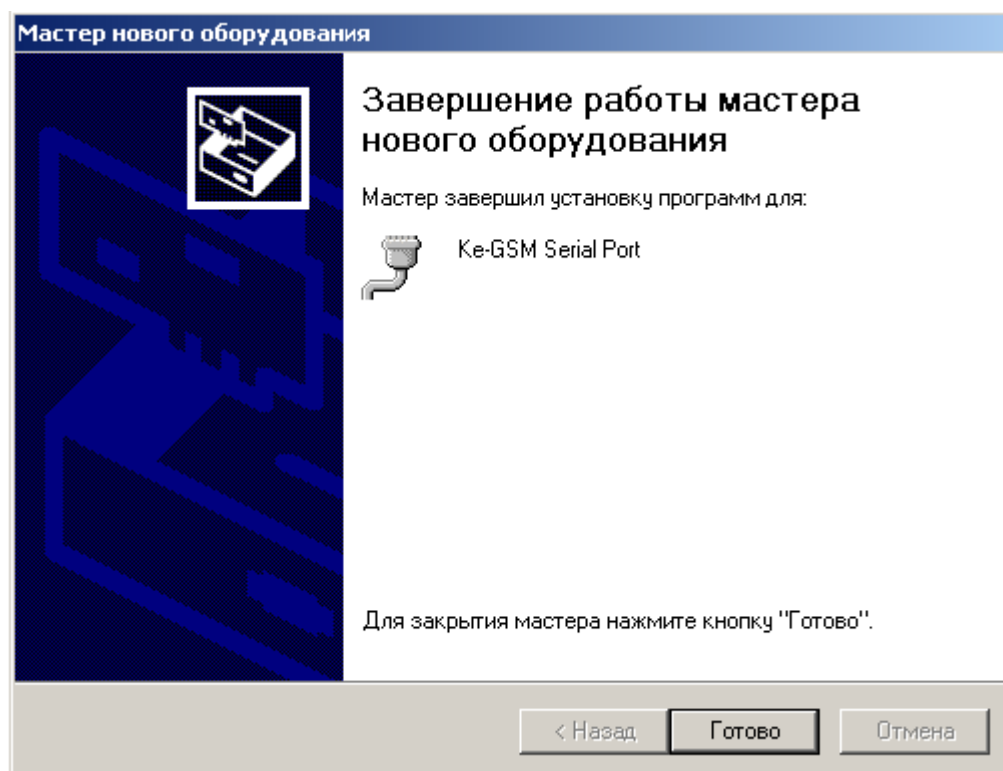 Мастер нового оборудования
Завершение работы мастера
нового оборудования
Мастер завершил установку программ для:
Ke-GSM Serial Port
Для закрытия мастера нажмите кнопку "Готово".
< Назад
Готово
Отмена